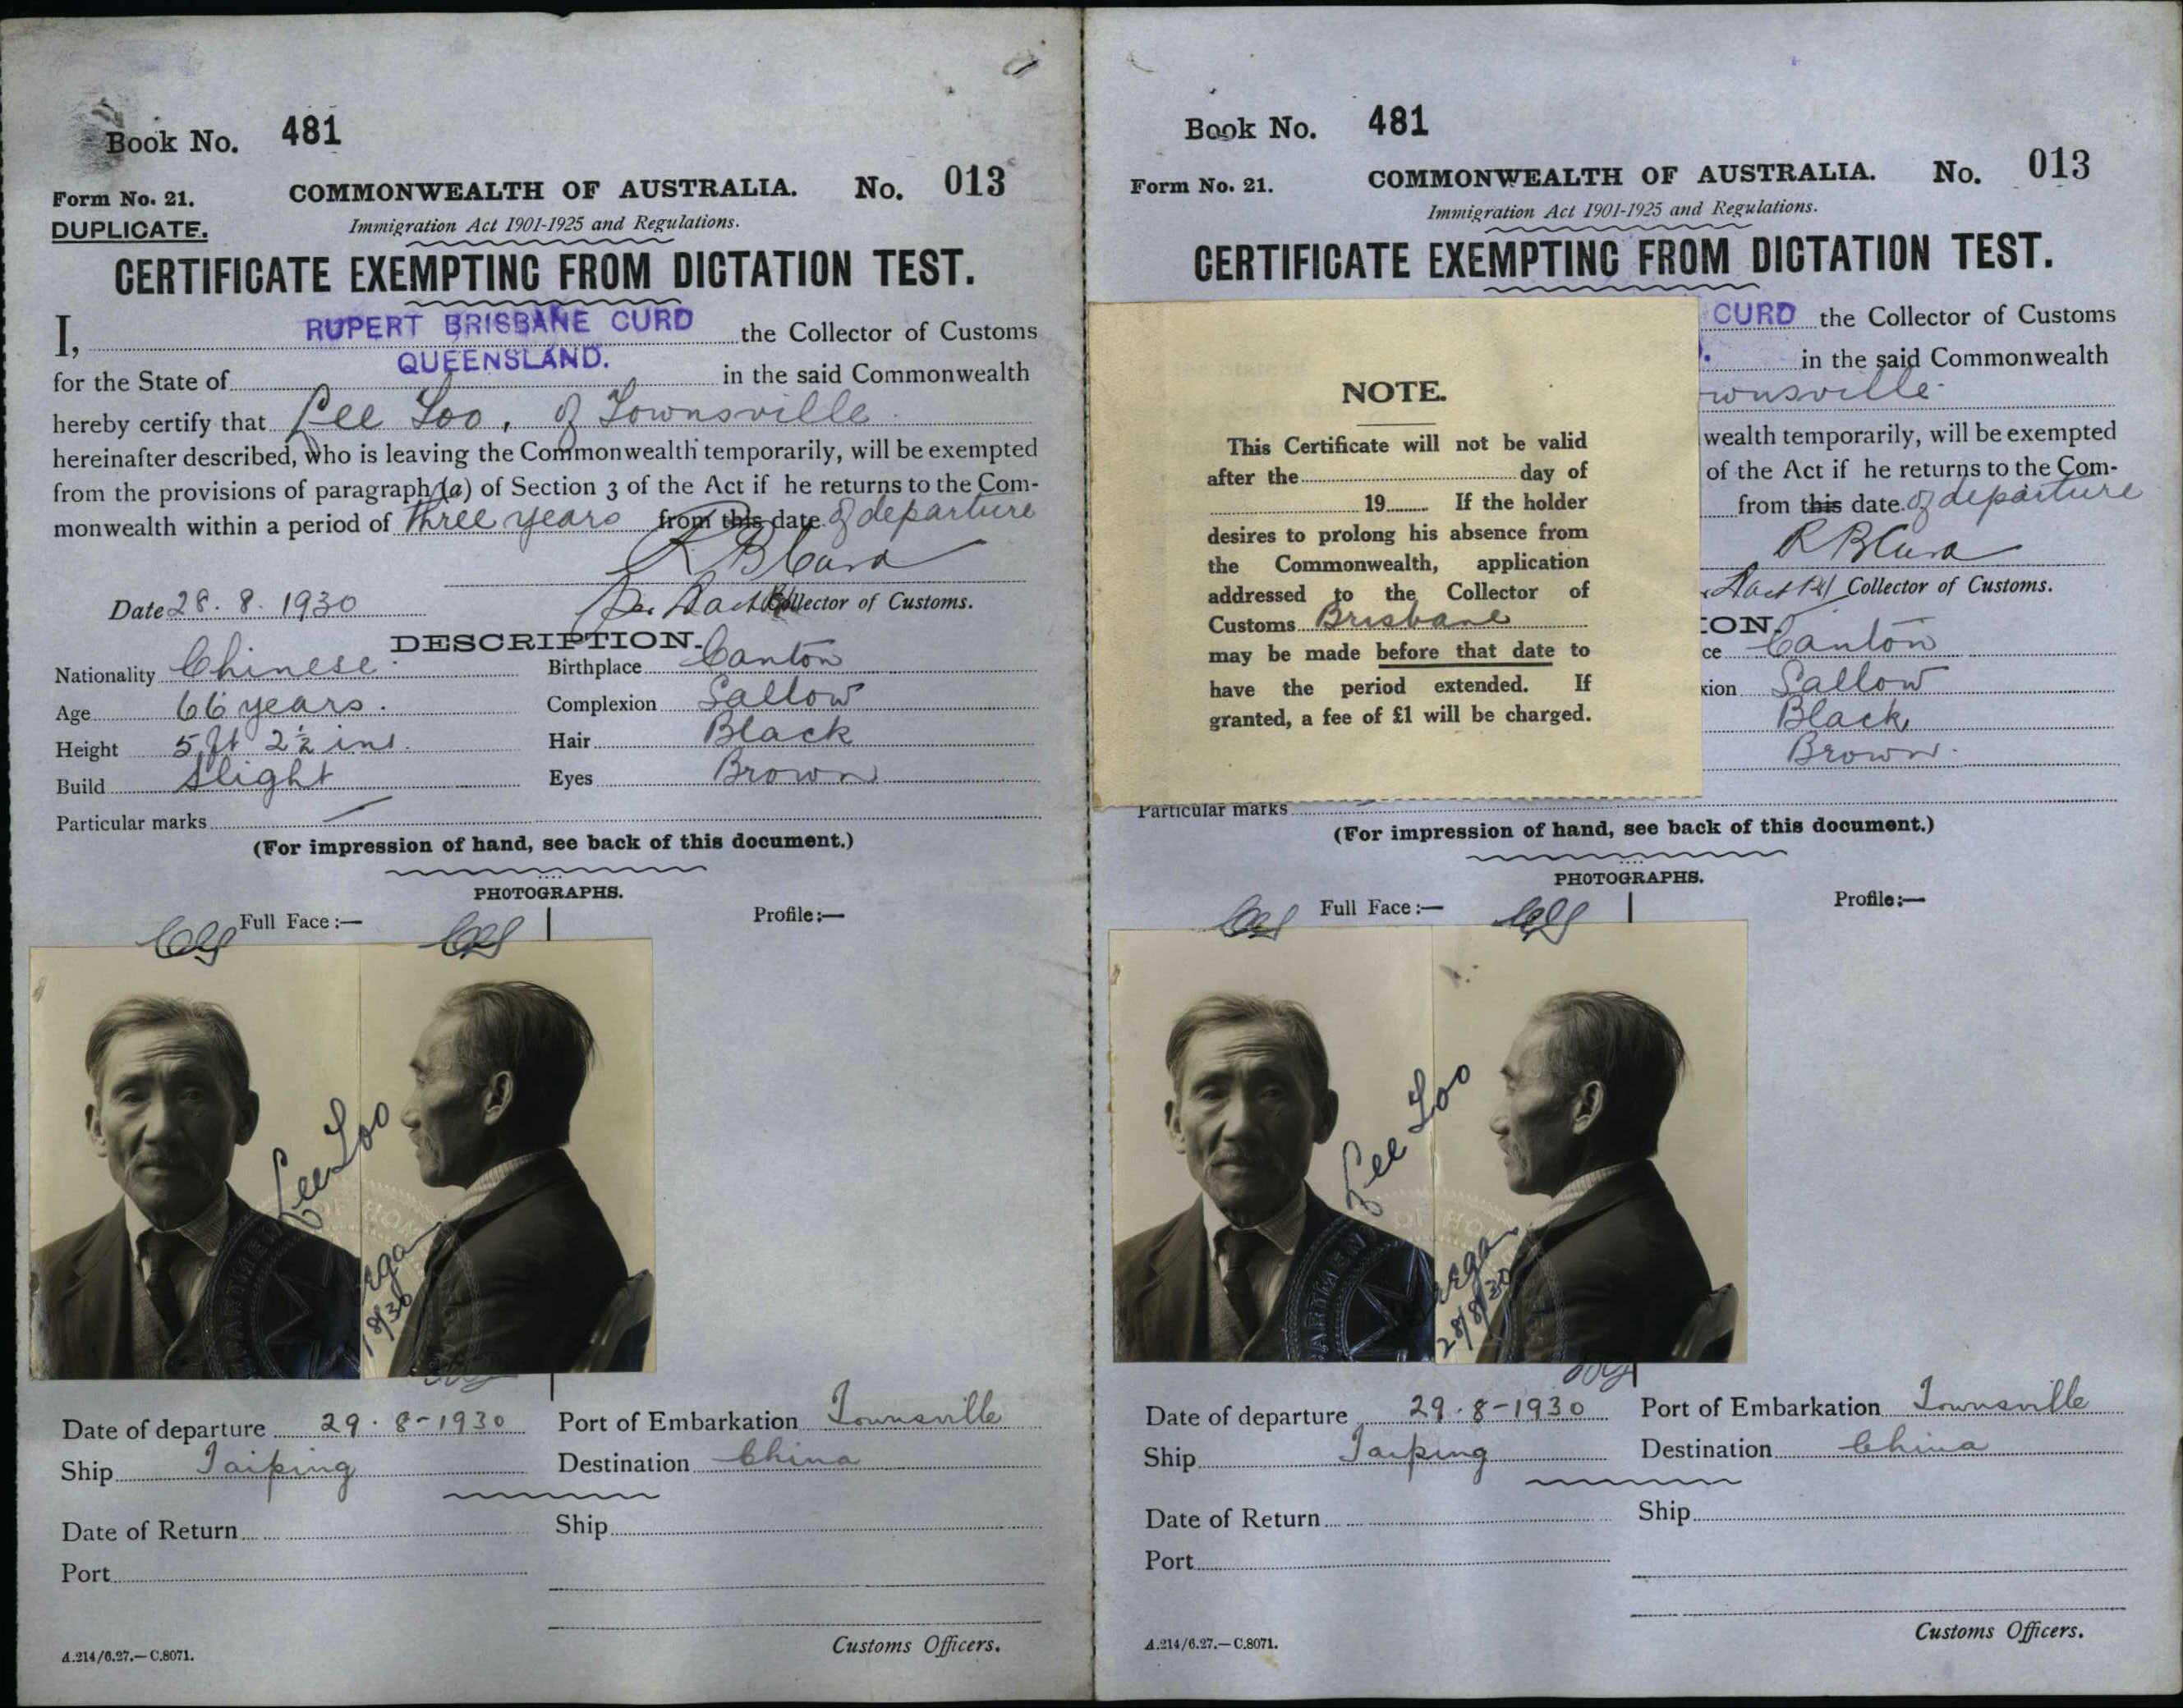 Book No. 481
Form No. 21. COMMONWEALTH OF AUSTRALIA. No. 013
DUPLICATE. Immigration Act 1901-1925 and Regulations.
CERTIFICATE EXEMPTING FROM DICTATION TEST.
I, RUPERT BRISBANE CURD the Collector of Customs
for the State of QUEENSLAND. in the said Commonwealth
hereby certify that Lee Loo, of Townsville
hereinafter described, who is leaving the Commonwealth temporarily, will be exempted
from the provisions of paragraph (a) of Section 3 of the Act if he returns to the Com-
monwealth within a period of three years from this date of departure
R B Curd
Date 28. 8. 1930 Collector of Customs.
DESCRIPTION.
Nationality Chinese. Birthplace Canton
Age 66 years. Complexion Sallow
Height 5 ft 2½ ins. Hair Black
Build Slight Eyes Brown
Particular marks
(For impression of hand, see back of this document.)
PHOTOGRAPHS.
Full Face:— Profile:—
Lee Loo
8/30
Date of departure 29. 8-1930 Port of Embarkation Townsville
Ship Taiping Destination China
Date of Return Ship
Port
Customs Officers.
A.214/6.27.—C.8071.
Book No. 481
Form No. 21. COMMONWEALTH OF AUSTRALIA. No. 013
Immigration Act 1901-1925 and Regulations.
CERTIFICATE EXEMPTING FROM DICTATION TEST.
CURD the Collector of Customs
in the said Commonwealth
ownsville
wealth temporarily, will be exempted
of the Act if he returns to the Com-
from this date of departure
R B Curd
Collector of Customs.
ION.
ce Canton
xion Sallow
Black
Brown.
NOTE.
This Certificate will not be valid
after the day of
19 If the holder
desires to prolong his absence from
the Commonwealth, application
addressed to the Collector of
Customs Brisbane
may be made before that date to
have the period extended. If
granted, a fee of £1 will be charged.
Particular marks
(For impression of hand, see back of this document.)
PHOTOGRAPHS.
Full Face:— Profile:—
Lee Loo
28/8/30
Date of departure 29. 8-1930 Port of Embarkation Townsville
Ship Taiping Destination China
Date of Return Ship
Port
Customs Officers.
A.214/6.27.—C.8071.